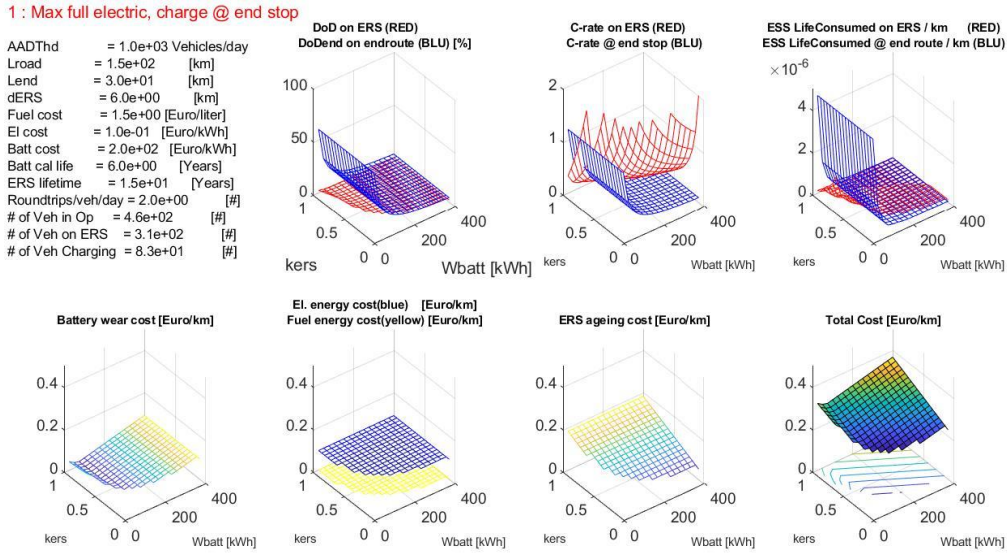 1 : Max full electric, charge @ end stop
AADThd = 1.0e+03 Vehicles/day
Lroad = 1.5e+02 [km]
Lend = 3.0e+01 [km]
dERS = 6.0e+00 [km]
Fuel cost = 1.5e+00 [Euro/liter]
El cost = 1.0e-01 [Euro/kWh]
Batt cost = 2.0e+02 [Euro/kWh]
Batt cal life = 6.0e+00 [Years]
ERS lifetime = 1.5e+01 [Years]
Roundtrips/veh/day = 2.0e+00 [#]
# of Veh in Op = 4.6e+02 [#]
# of Veh on ERS = 3.1e+02 [#]
# of Veh Charging = 8.3e+01 [#]
DoD on ERS (RED)
DoDend on endroute (BLU) [%]
100
50
0
1
0.5
0
0
200
400
kers
Wbatt [kWh]
C-rate on ERS (RED)
C-rate @ end stop (BLU)
2
1
0
1
0.5
0
0
200
400
kers
Wbatt [kWh]
ESS LifeConsumed on ERS / km (RED)
ESS LifeConsumed @ end route / km (BLU)
×10⁻⁶
4
2
0
1
0.5
0
0
200
400
kers
Wbatt [kWh]
Battery wear cost [Euro/km]
0.4
0.2
0
1
0.5
0
0
200
400
kers
Wbatt [kWh]
El. energy cost(blue) [Euro/km]
Fuel energy cost(yellow) [Euro/km]
0.4
0.2
0
1
0.5
0
0
200
400
kers
Wbatt [kWh]
ERS ageing cost [Euro/km]
0.4
0.2
0
1
0.5
0
0
200
400
kers
Wbatt [kWh]
Total Cost [Euro/km]
0.4
0.2
0
1
0.5
0
0
200
400
kers
Wbatt [kWh]